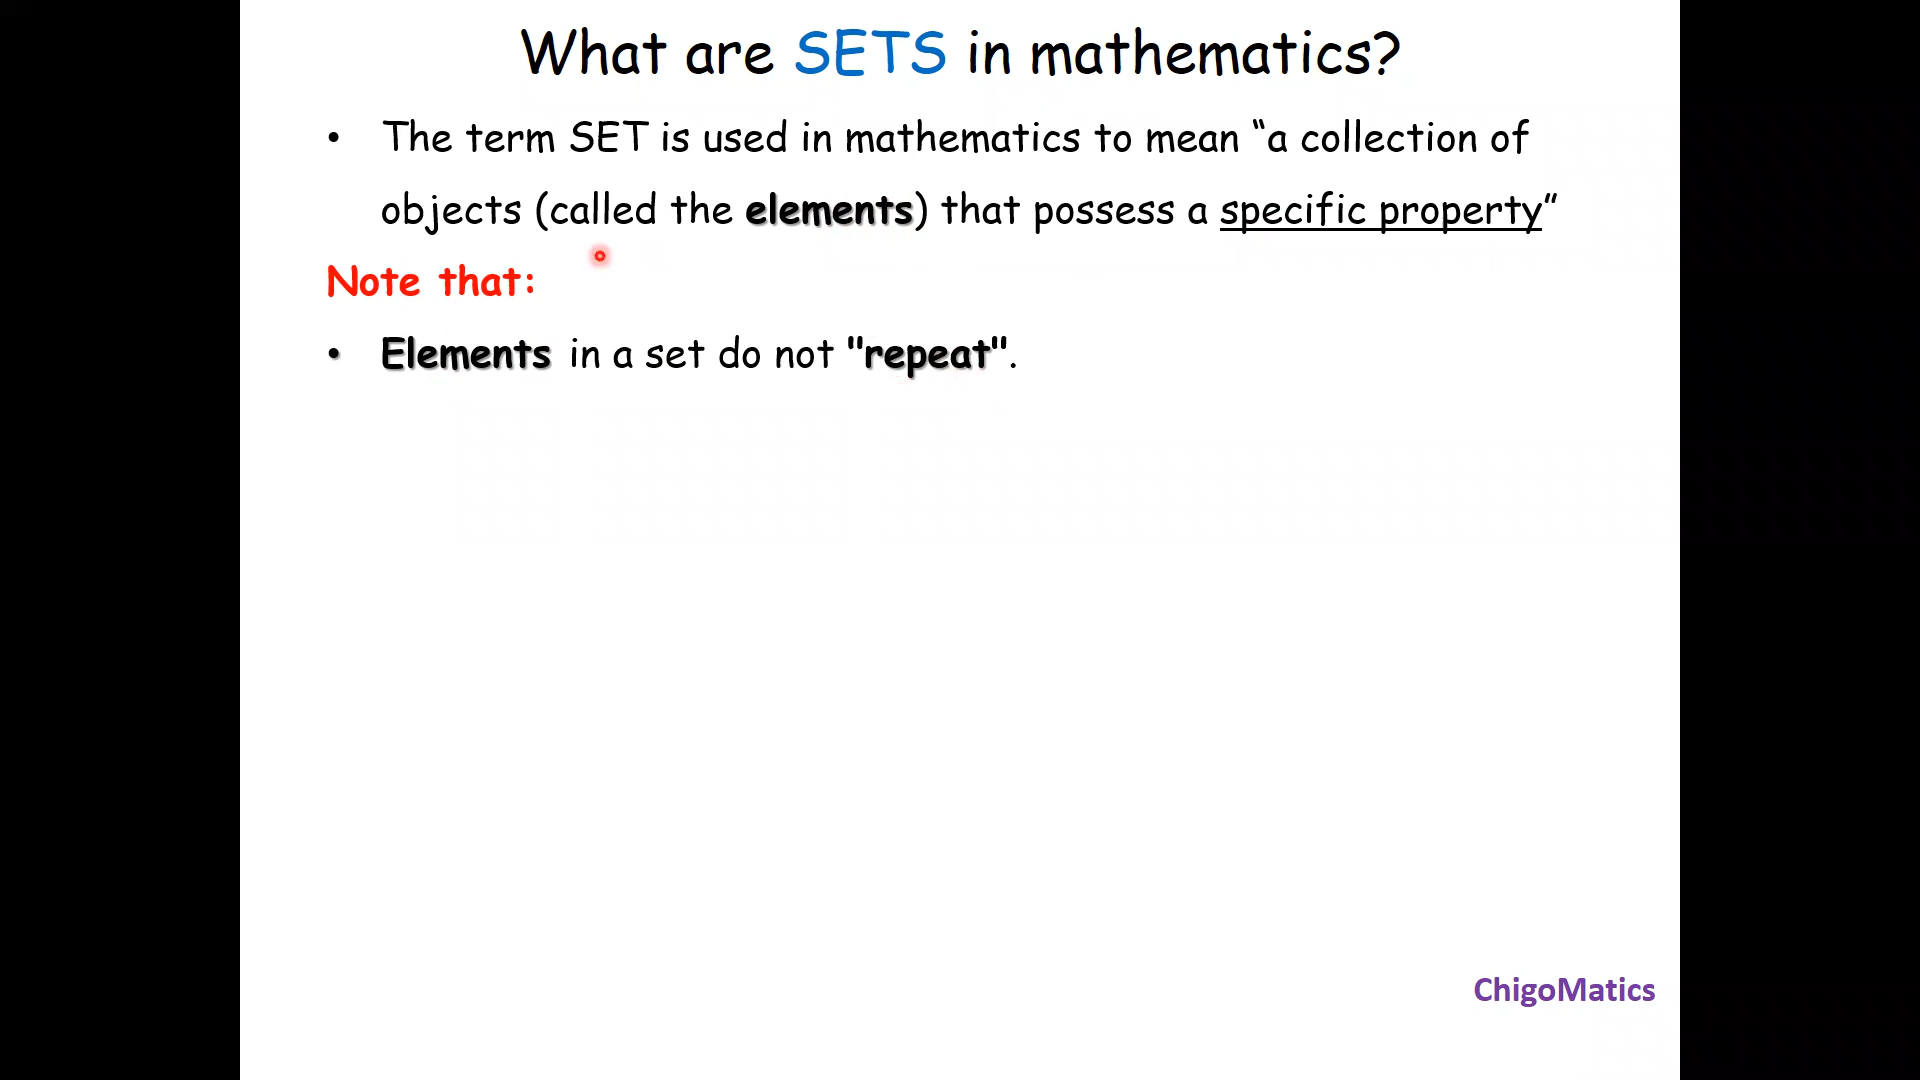 What are SETS in mathematics?
• The term SET is used in mathematics to mean “a collection of
objects (called the elements) that possess a specific property”
Note that:
• Elements in a set do not "repeat".
ChigoMatics